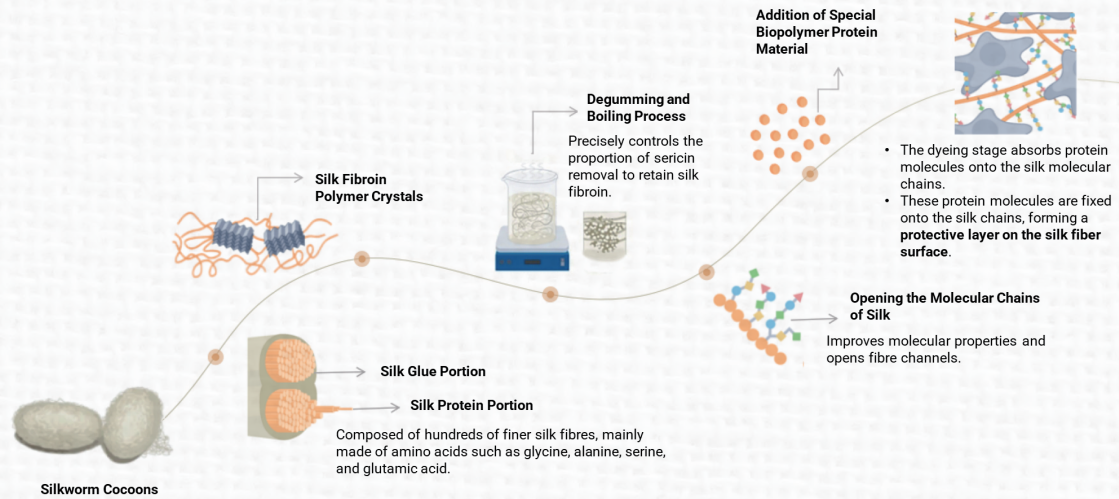 Silkworm Cocoons
Silk Glue Portion
Silk Protein Portion
Composed of hundreds of finer silk fibres, mainly
made of amino acids such as glycine, alanine, serine,
and glutamic acid.
Silk Fibroin
Polymer Crystals
Degumming and
Boiling Process
Precisely controls the
proportion of sericin
removal to retain silk
fibroin.
Opening the Molecular Chains
of Silk
Improves molecular properties and
opens fibre channels.
Addition of Special
Biopolymer Protein
Material
• The dyeing stage absorbs protein
molecules onto the silk molecular
chains.
• These protein molecules are fixed
onto the silk chains, forming a
protective layer on the silk fiber
surface.